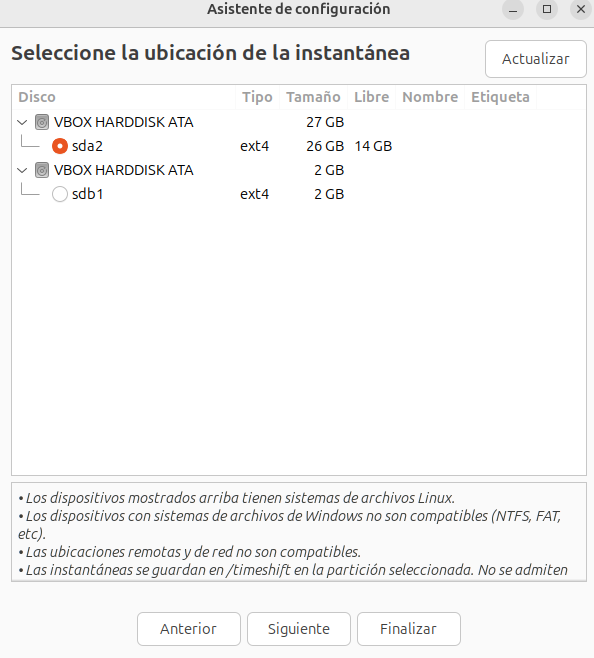 Asistente de configuración
Seleccione la ubicación de la instantánea
Actualizar
Disco Tipo Tamaño Libre Nombre Etiqueta
VBOX HARDDISK ATA 27 GB
sda2 ext4 26 GB 14 GB
VBOX HARDDISK ATA 2 GB
sdb1 ext4 2 GB
• Los dispositivos mostrados arriba tienen sistemas de archivos Linux.
• Los dispositivos con sistemas de archivos de Windows no son compatibles (NTFS, FAT,
etc).
• Las ubicaciones remotas y de red no son compatibles.
• Las instantáneas se guardan en /timeshift en la partición seleccionada. No se admiten
Anterior Siguiente Finalizar